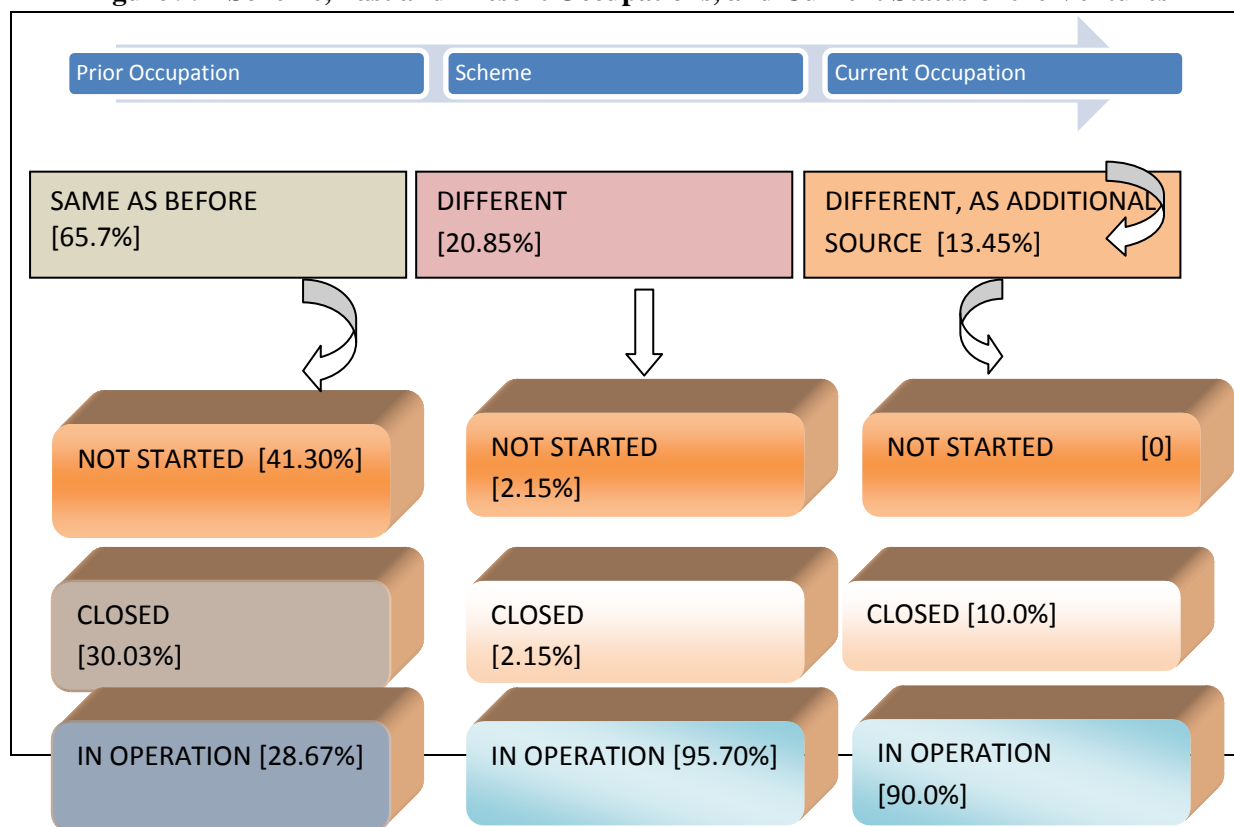 Prior Occupation
Scheme
Current Occupation
SAME AS BEFORE
[65.7%]
DIFFERENT
[20.85%]
DIFFERENT, AS ADDITIONAL
SOURCE [13.45%]
NOT STARTED [41.30%]
NOT STARTED
[2.15%]
NOT STARTED [0]
CLOSED
[30.03%]
CLOSED
[2.15%]
CLOSED [10.0%]
IN OPERATION [28.67%]
IN OPERATION [95.70%]
IN OPERATION
[90.0%]